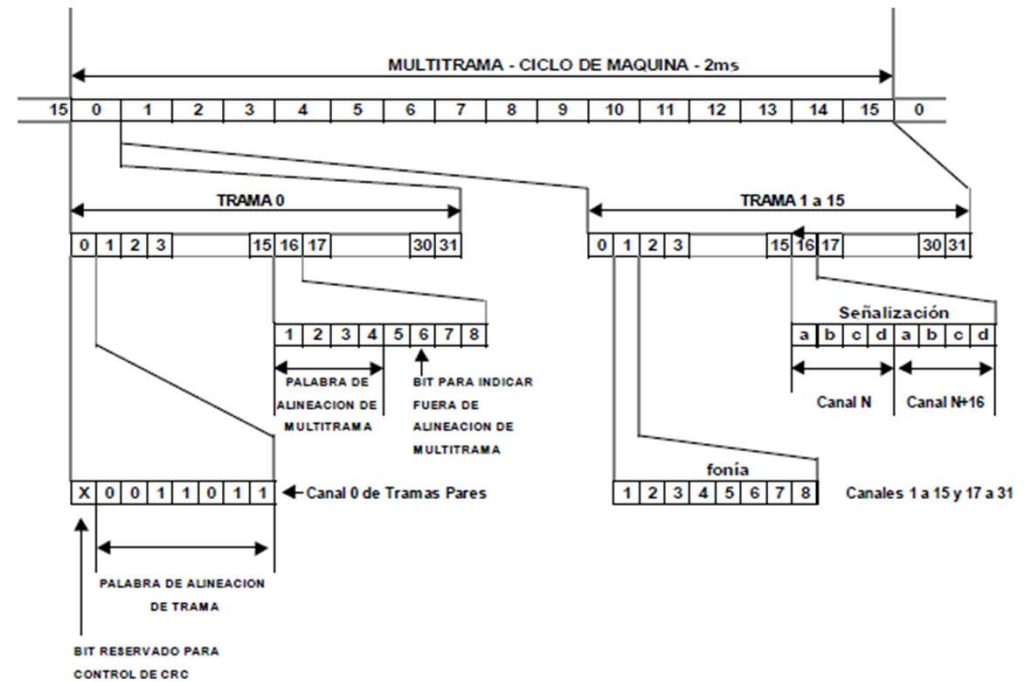 MULTITRAMA - CICLO DE MAQUINA - 2ms
15 0 1 2 3 4 5 6 7 8 9 10 11 12 13 14 15 0
TRAMA 0
TRAMA 1 a 15
0 1 2 3 15 16 17 30 31
0 1 2 3 15 16 17 30 31
Señalización
1 2 3 4 5 6 7 8
a b c d a b c d
PALABRA DE
ALINEACION DE
MULTITRAMA
BIT PARA INDICAR
FUERA DE
ALINEACION DE
MULTITRAMA
Canal N
Canal N+16
fonía
X 0 0 1 1 0 1 1
Canal 0 de Tramas Pares
1 2 3 4 5 6 7 8
Canales 1 a 15 y 17 a 31
PALABRA DE ALINEACION
DE TRAMA
BIT RESERVADO PARA
CONTROL DE CRC